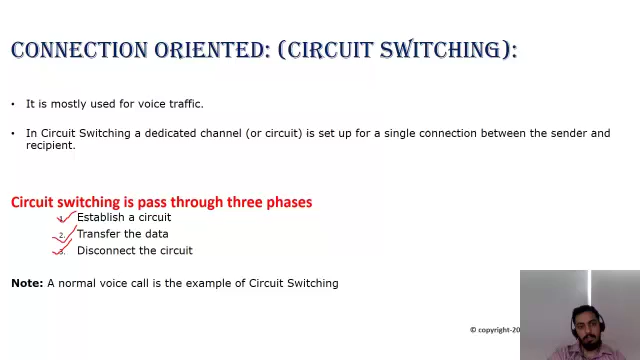 CONNECTION ORIENTED: (CIRCUIT SWITCHING):
• It is mostly used for voice traffic.
• In Circuit Switching a dedicated channel (or circuit) is set up for a single connection between the sender and
recipient.
Circuit switching is pass through three phases
1. Establish a circuit
2. Transfer the data
3. Disconnect the circuit
Note: A normal voice call is the example of Circuit Switching
© copyright-20